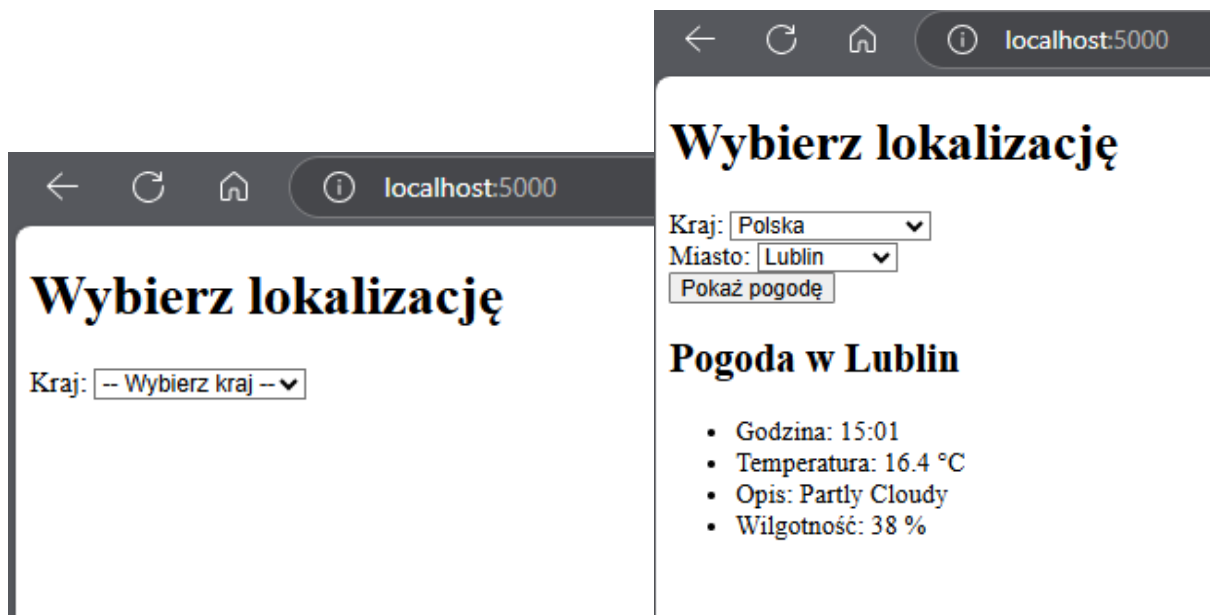 localhost:5000
Wybierz lokalizację
Kraj: -- Wybierz kraj --
localhost:5000
Wybierz lokalizację
Kraj: Polska
Miasto: Lublin
Pokaż pogodę
Pogoda w Lublin
Godzina: 15:01
Temperatura: 16.4 °C
Opis: Partly Cloudy
Wilgotność: 38 %